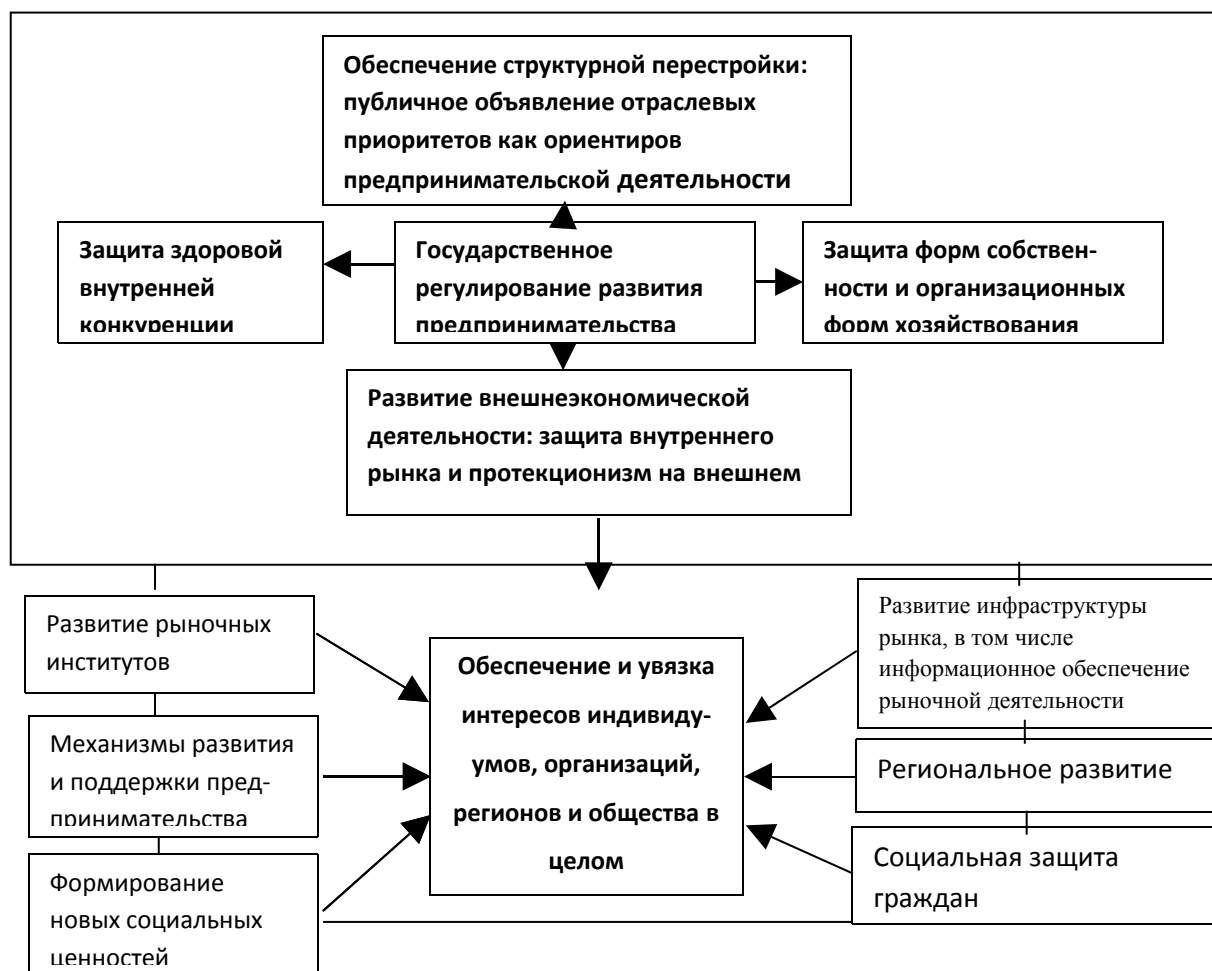 Обеспечение структурной перестройки:
публичное объявление отраслевых
приоритетов как ориентиров
предпринимательской деятельности
Защита здоровой
внутренней
конкуренции
Государственное
регулирование развития
предпринимательства
Защита форм собствен-
ности и организационных
форм хозяйствования
Развитие внешнеэкономической
деятельности: защита внутреннего
рынка и протекционизм на внешнем
Развитие рыночных
институтов
Механизмы развития
и поддержки пред-
принимательства
Формирование
новых социальных
ценностей
Обеспечение и увязка
интересов индивиду-
умов, организаций,
регионов и общества в
целом
Развитие инфраструктуры
рынка, в том числе
информационное обеспечение
рыночной деятельности
Региональное развитие
Социальная защита
граждан